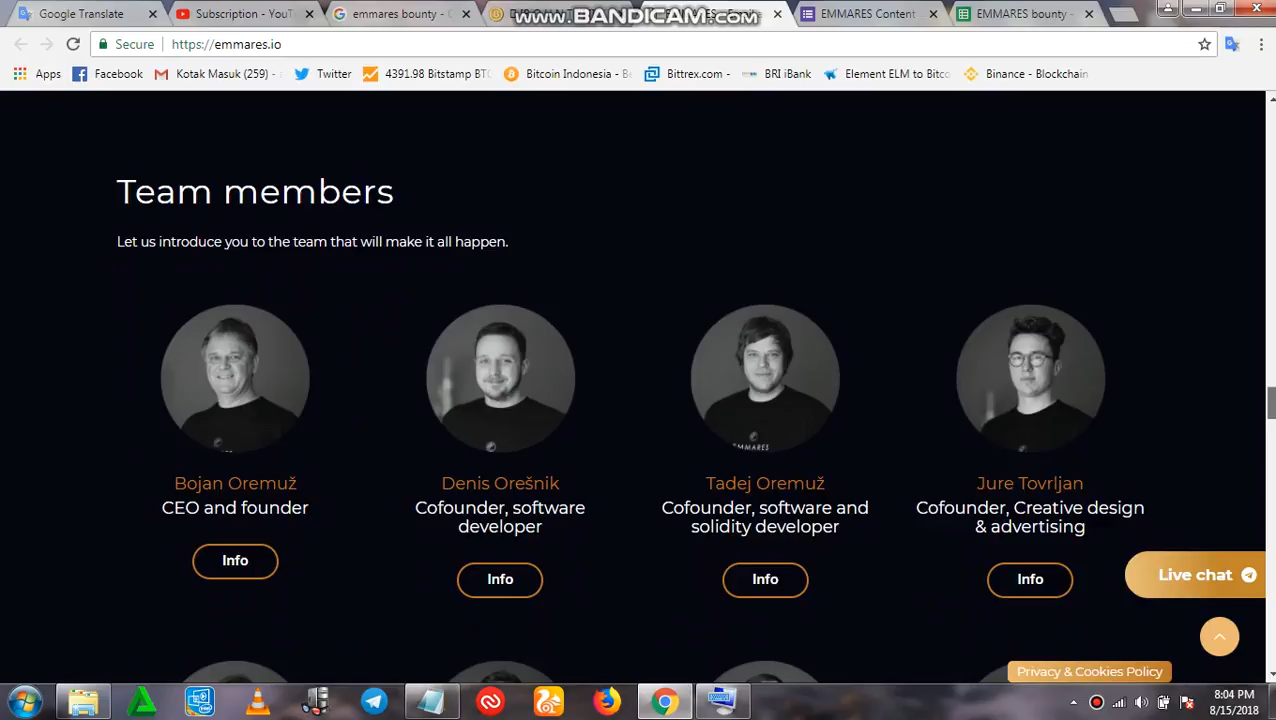 Google Translate
Subscription - YouT
emmares bounty - G
www.BANDICAM.com
EMMARES Content
EMMARES bounty -
Secure
https://emmares.io
Apps
Facebook
Kotak Masuk (259) -
Twitter
4391.98 Bitstamp BTC
Bitcoin Indonesia - Be
Bittrex.com -
BRI iBank
Element ELM to Bitco
Binance - Blockchain
Team members
Let us introduce you to the team that will make it all happen.
EMMARES
Bojan Oremuž
CEO and founder
Info
Denis Orešnik
Cofounder, software
developer
Info
Tadej Oremuž
Cofounder, software and
solidity developer
Info
Jure Tovrljan
Cofounder, Creative design
& advertising
Info
Live chat
Privacy & Cookies Policy
8:04 PM
8/15/2018